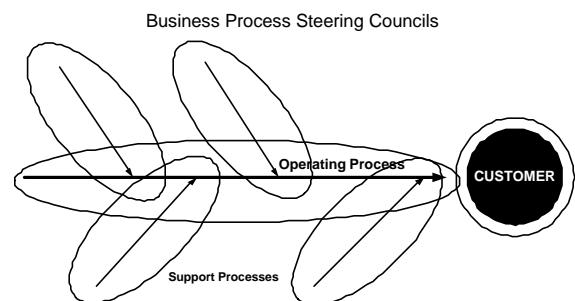 Business Process Steering Councils
Operating Process
CUSTOMER
Support Processes